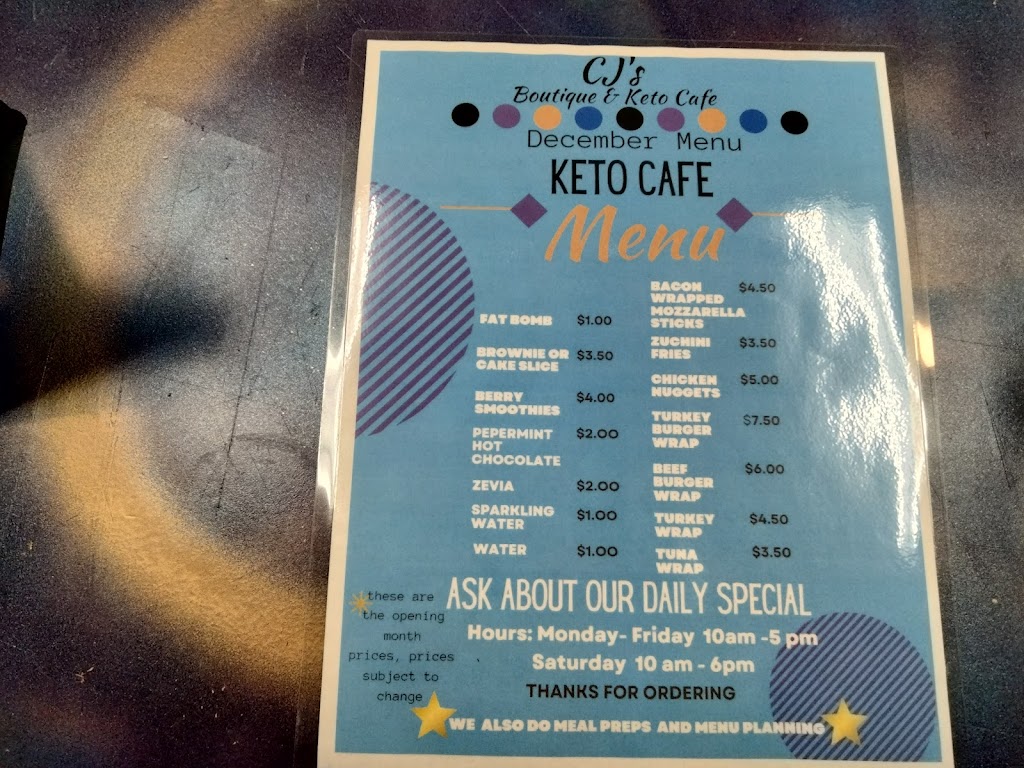 CJ's
Boutique & Keto Cafe
December Menu
KETO CAFE
Menu
FAT BOMB $1.00
BROWNIE OR $3.50
CAKE SLICE
BERRY $4.00
SMOOTHIES
PEPERMINT $2.00
HOT
CHOCOLATE
ZEVIA $2.00
SPARKLING $1.00
WATER
WATER $1.00
BACON $4.50
WRAPPED
MOZZARELLA
STICKS
ZUCHINI $3.50
FRIES
CHICKEN $5.00
NUGGETS
TURKEY $7.50
BURGER
WRAP
BEEF $6.00
BURGER
WRAP
TURKEY $4.50
WRAP
TUNA $3.50
WRAP
ASK ABOUT OUR DAILY SPECIAL
Hours: Monday- Friday 10am -5 pm
Saturday 10 am - 6pm
THANKS FOR ORDERING
*these are
the opening
month
prices, prices
subject to
change
WE ALSO DO MEAL PREPS AND MENU PLANNING